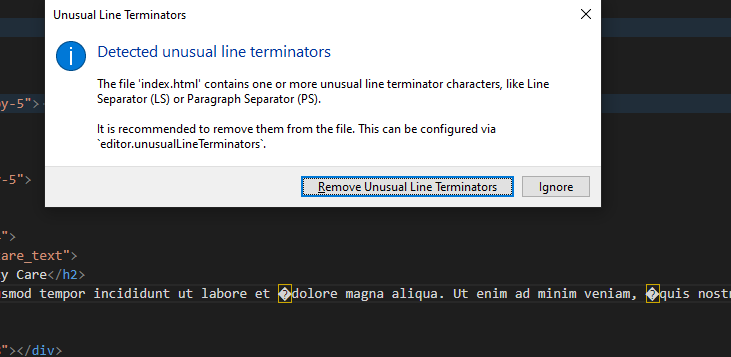 Unusual Line Terminators
Detected unusual line terminators
The file 'index.html' contains one or more unusual line terminator characters, like Line
Separator (LS) or Paragraph Separator (PS).
It is recommended to remove them from the file. This can be configured via
`editor.unusualLineTerminators`.
Remove Unusual Line Terminators
Ignore
y-5">
-5">
">
are_text">
y Care</h2>
smod tempor incididunt ut labore et �dolore magna aliqua. Ut enim ad minim veniam, �quis nostr
"></div>